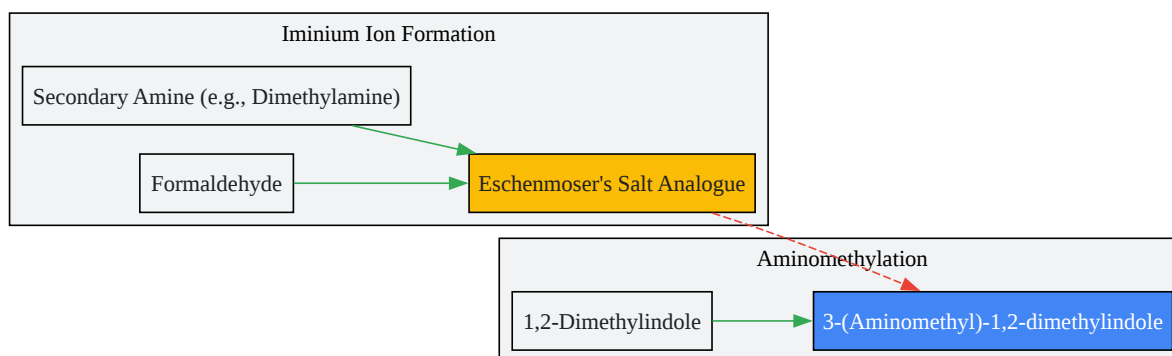 Iminium Ion Formation
Secondary Amine (e.g., Dimethylamine)
Formaldehyde
Eschenmoser's Salt Analogue
Aminomethylation
1,2-Dimethylindole
3-(Aminomethyl)-1,2-dimethylindole